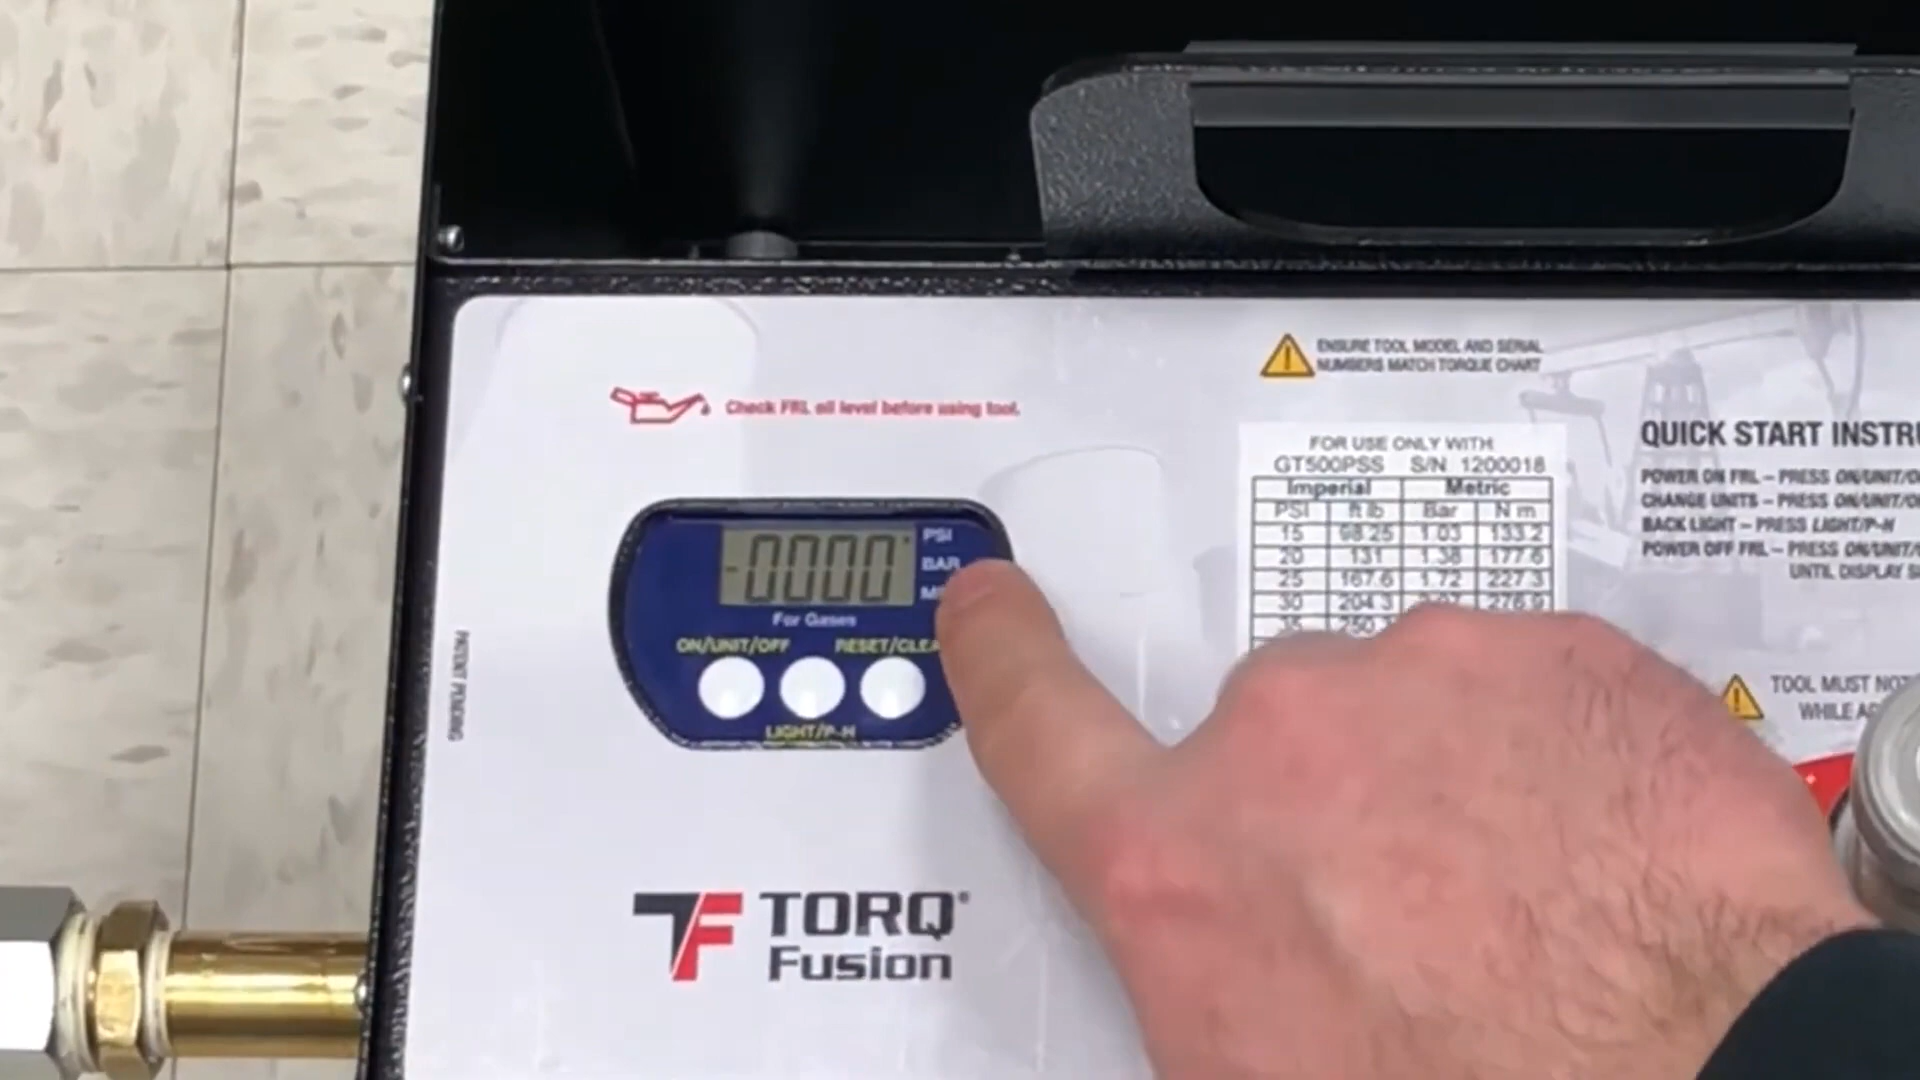 ENSURE TOOL MODEL AND SERIAL
NUMBERS MATCH TORQUE CHART
Check FRL oil level before using tool.
QUICK START INSTRU
POWER ON FRL – PRESS ON/UNIT/O
CHANGE UNITS – PRESS ON/UNIT/O
BACK LIGHT – PRESS LIGHT/P-H
POWER OFF FRL – PRESS ON/UNIT/
UNTIL DISPLAY S
FOR USE ONLY WITH
GT500PSS S/N 1200018
Imperial Metric
PSI ft lb Bar N m
15 98.25 1.03 133.2
20 131 1.38 177.6
25 167.6 1.72 227.3
30 204.3 276.9
35
-0000
PSI
BAR
For Gases
ON/UNIT/OFF RESET/CLEA
LIGHT/P-H
PATENT PENDING
TOOL MUST NOT
WHILE
TF TORQ®
Fusion